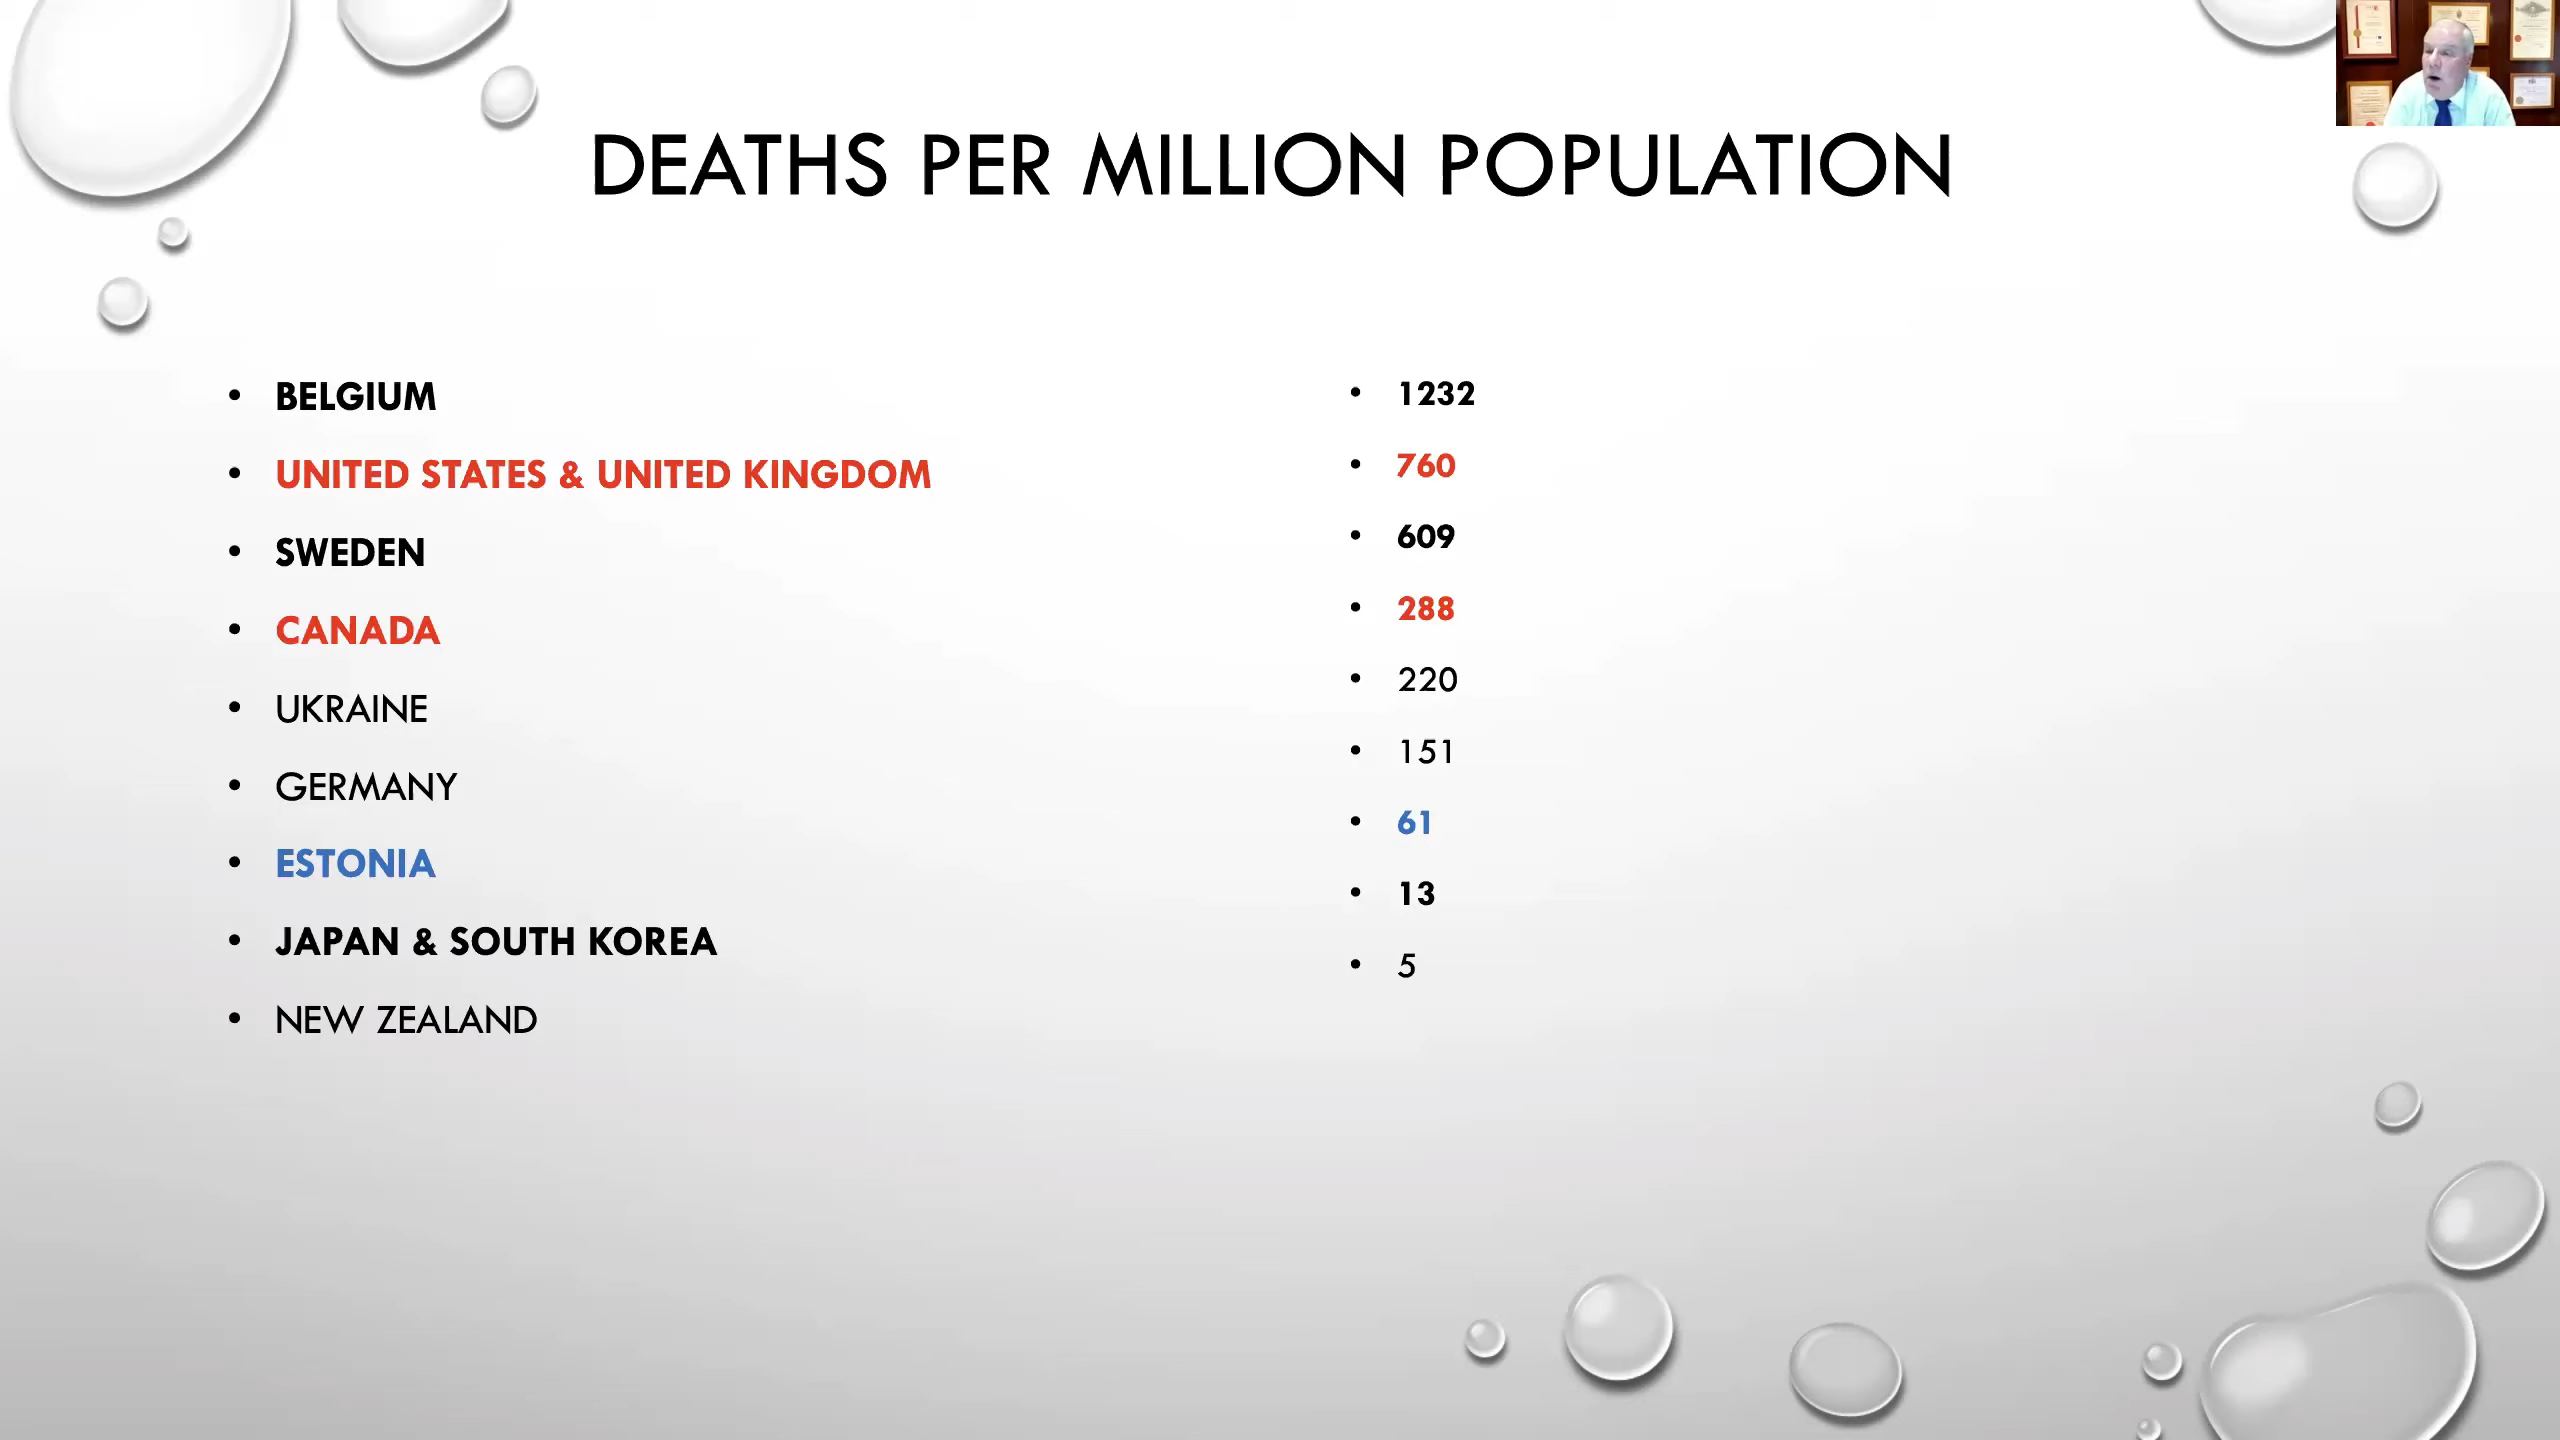 DEATHS PER MILLION POPULATION
• BELGIUM
• UNITED STATES & UNITED KINGDOM
• SWEDEN
• CANADA
• UKRAINE
• GERMANY
• ESTONIA
• JAPAN & SOUTH KOREA
• NEW ZEALAND
• 1232
• 760
• 609
• 288
• 220
• 151
• 61
• 13
• 5